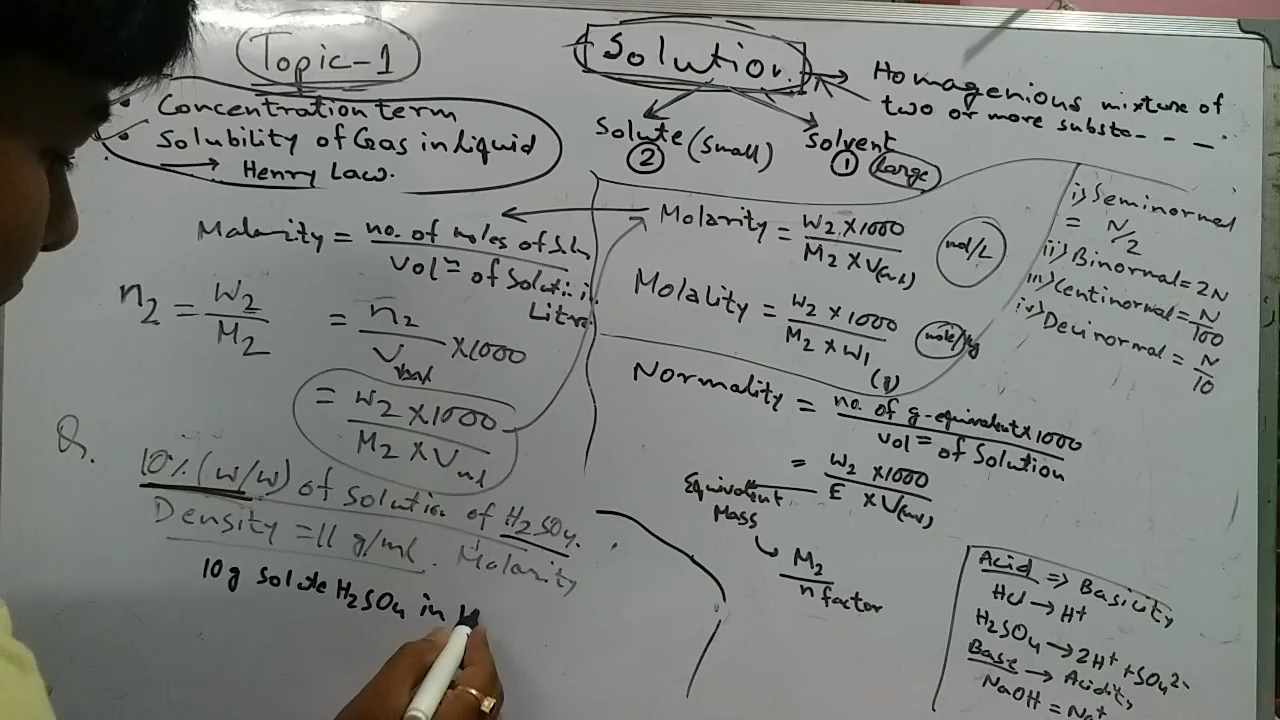 Topic-1
• Concentration term
• Solubility of Gas in Liquid
→ Henry Law.
Solution.
→ Homagenious mixture of
two or more substa- - -
Solute (Small)
②
Solvent
① Large
Molarity = no. of moles of
Vol= of Solution
Litre
n2 = W2/M2 = n2/V ×1000
= W2 ×1000
M2 × Vml
Molarity = W2 ×1000
M2 × V(ml)
mol/L
Molality = W2 ×1000
M2 × W1
(g)
mole/kg
Normality = no. of g-equivalent×1000
Vol= of Solution
= W2 ×1000
E × V(ml)
Equivalent
Mass
M2
n factor
i) Seminormal
= N/2
ii) Binormal = 2N
iii) Centinormal = N/100
iv) Decinormal = N/10
Q.
10% (w/w) of solution of H2SO4.
Density = 11 g/ml. Molarity
10g solute H2SO4 in
Acid ⇒ Basicity
HCl → H+
H2SO4 → 2H+ + SO4 2-
Base → Acidity
NaOH = Na+